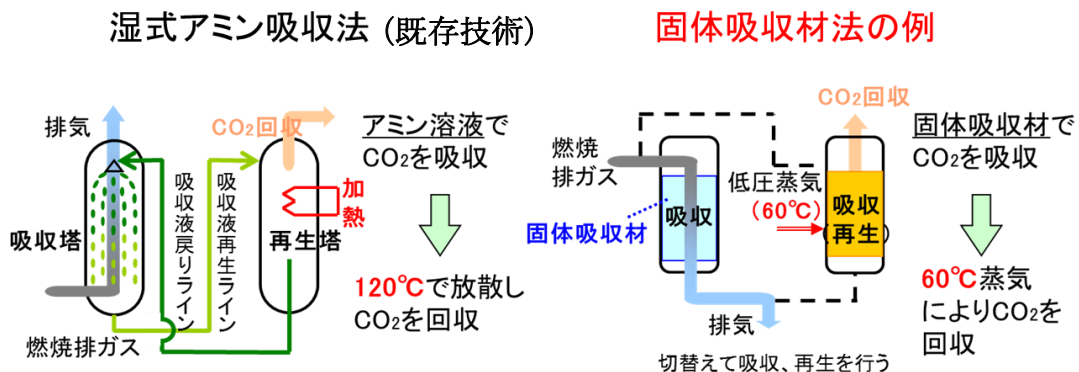 湿式アミン吸収法 (既存技術)
排気
CO2回収
吸収塔
吸収液戻りライン
吸収液再生ライン
加熱
再生塔
燃焼排ガス
アミン溶液で
CO2を吸収
120℃で放散し
CO2を回収
固体吸収材法の例
CO2回収
燃焼
排ガス
低圧蒸気
(60℃)
吸収
固体吸収材
吸収
(再生)
排気
切替えて吸収、再生を行う
固体吸収材で
CO2を吸収
60℃蒸気
によりCO2を
回収